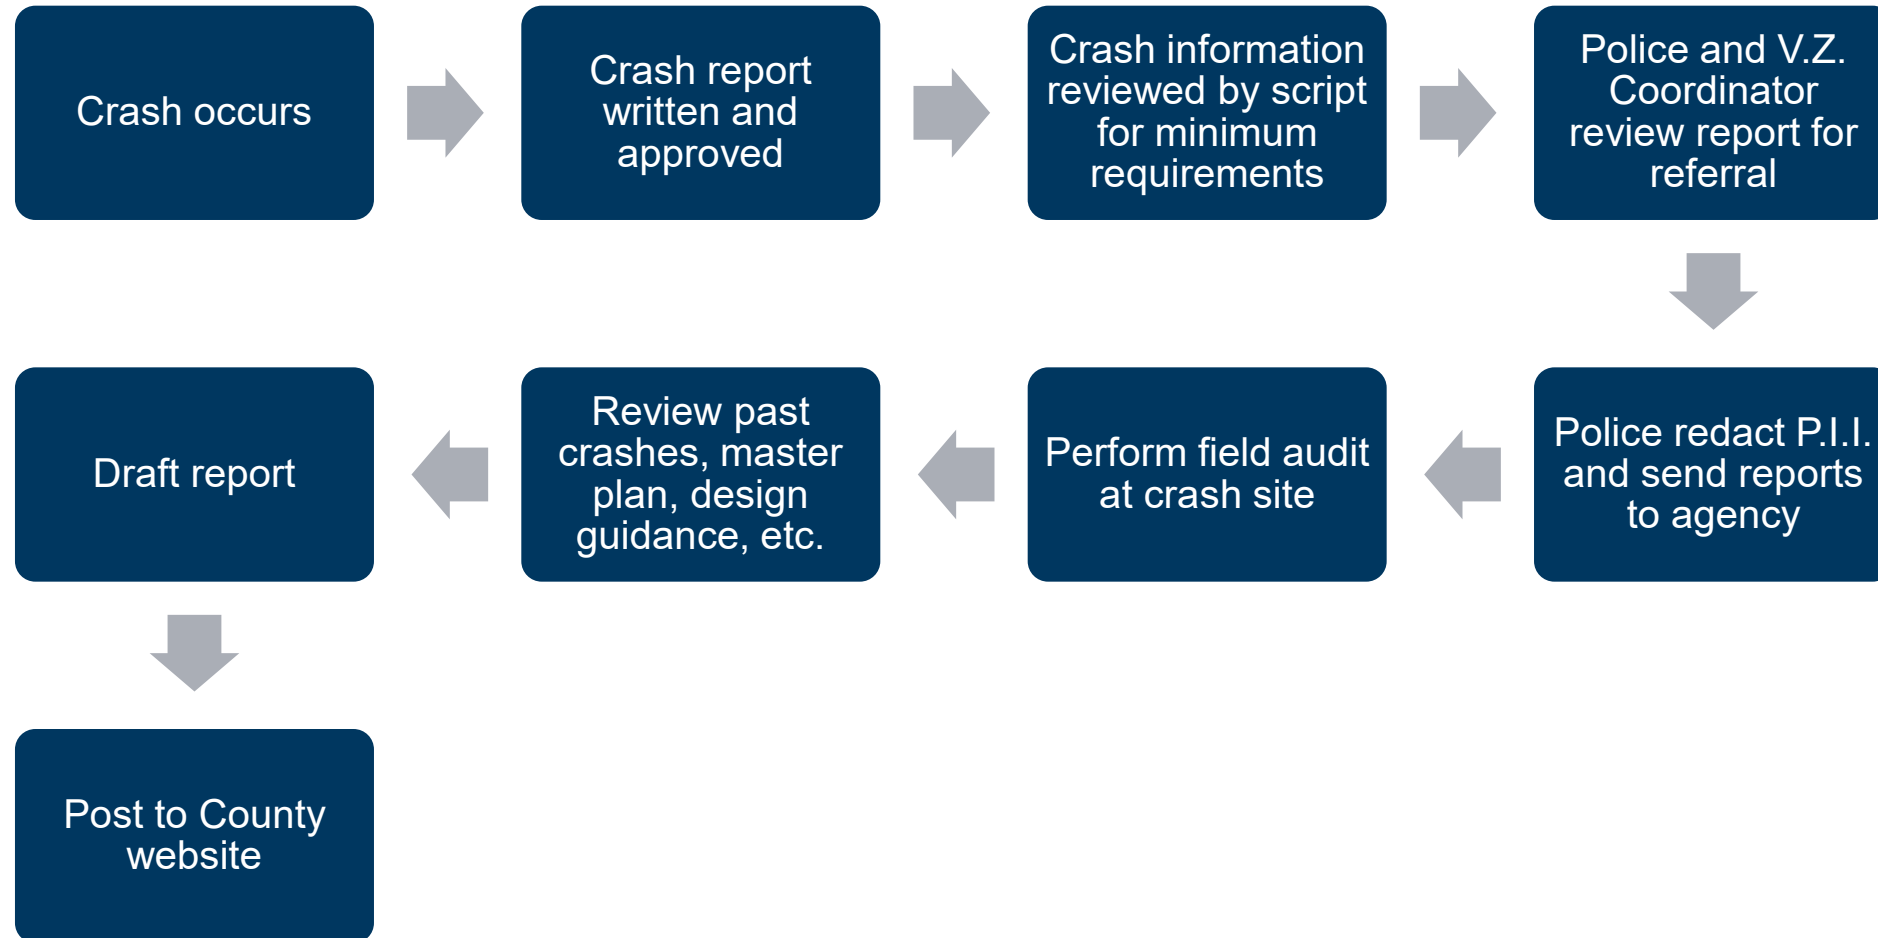 Crash occurs
Crash report
written and
approved
Crash information
reviewed by script
for minimum
requirements
Police and V.Z.
Coordinator
review report for
referral
Police redact P.I.I.
and send reports
to agency
Perform field audit
at crash site
Review past
crashes, master
plan, design
guidance, etc.
Draft report
Post to County
website